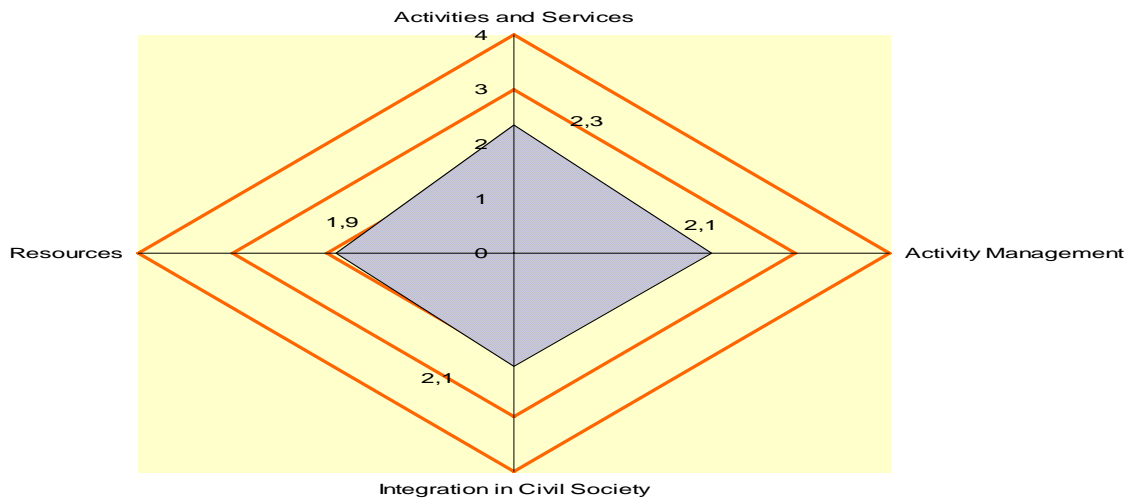 Activities and Services
4
3
2,3
2
1
1,9
2,1
Resources
0
Activity Management
2,1
Integration in Civil Society